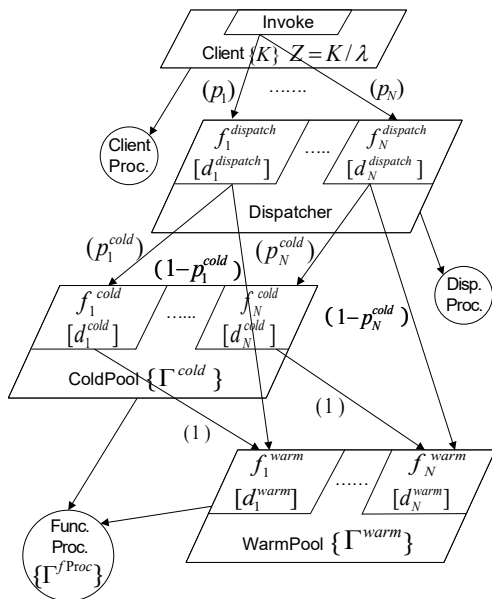 Invoke
Client {K} Z = K / λ
(p_1) ....... (p_N)
Client
Proc.
f_1^{dispatch} ..... f_N^{dispatch}
[d_1^{dispatch}] [d_N^{dispatch}]
Dispatcher
(p_1^{cold}) (p_N^{cold})
(1−p_1^{cold})
Disp.
Proc.
f_1^{cold} ...... f_N^{cold}
[d_1^{cold}] [d_N^{cold}]
(1−p_N^{cold})
ColdPool {Γ^{cold}}
(1) (1)
f_1^{warm} ...... f_N^{warm}
[d_1^{warm}] [d_N^{warm}]
WarmPool {Γ^{warm}}
Func.
Proc.
{Γ^{fProc}}